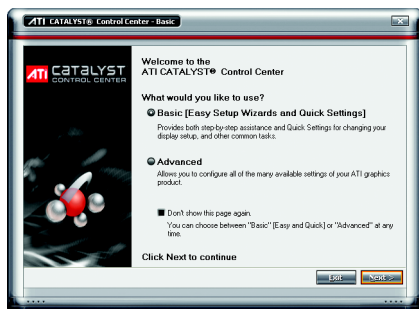 ATI CATALYST® Control Center - Basic
ATI CATALYST
CONTROL CENTER
Welcome to the
ATI CATALYST® Control Center
What would you like to use?
Basic [Easy Setup Wizards and Quick Settings]
Provides both step-by-step assistance and Quick Settings for changing your
display setup, and other common tasks.
Advanced
Allows you to configure all of the many available settings of your ATI graphics
product.
Don't show this page again.
You can choose between "Basic" [Easy and Quick] or "Advanced" at any
time.
Click Next to continue
Exit
Next >